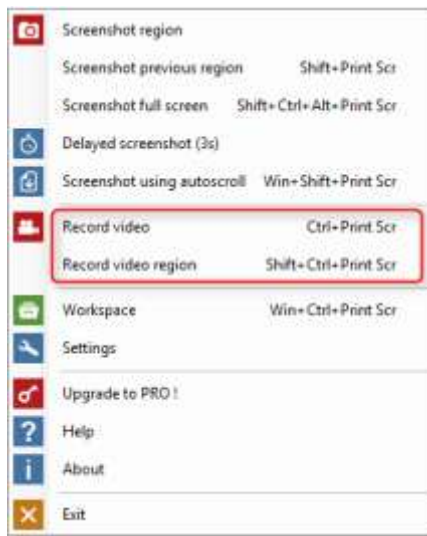 Screenshot region
Screenshot previous region Shift+Print Scr
Screenshot full screen Shift+Ctrl+Alt+Print Scr
Delayed screenshot (3s)
Screenshot using autoscroll Win+Shift+Print Scr
Record video Ctrl+Print Scr
Record video region Shift+Ctrl+Print Scr
Workspace Win+Ctrl+Print Scr
Settings
Upgrade to PRO !
Help
About
Exit